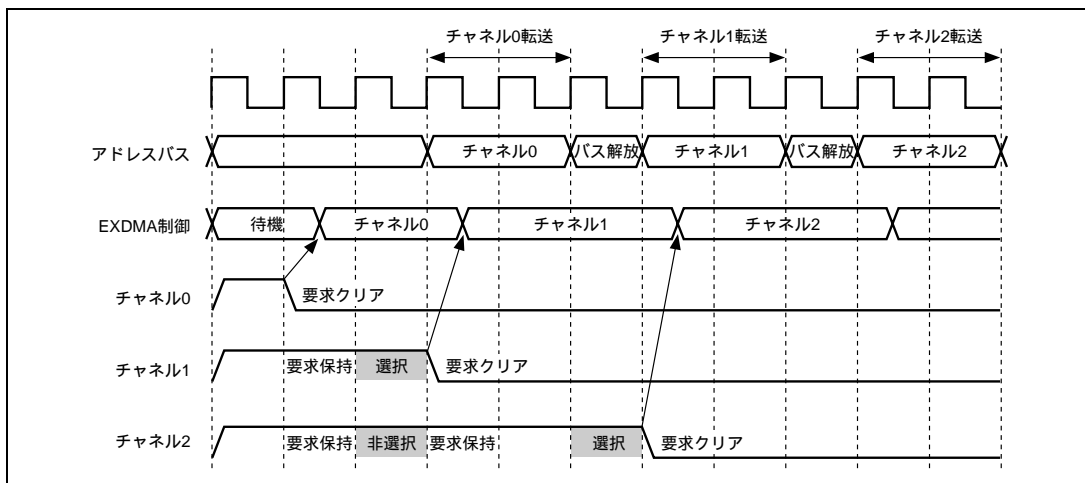 チャネル0転送 チャネル1転送 チャネル2転送
アドレスバス チャネル0 バス解放 チャネル1 バス解放 チャネル2
EXDMA制御 待機 チャネル0 チャネル1 チャネル2
チャネル0 要求クリア
チャネル1 要求保持 選択 要求クリア
チャネル2 要求保持 非選択 要求保持 選択 要求クリア